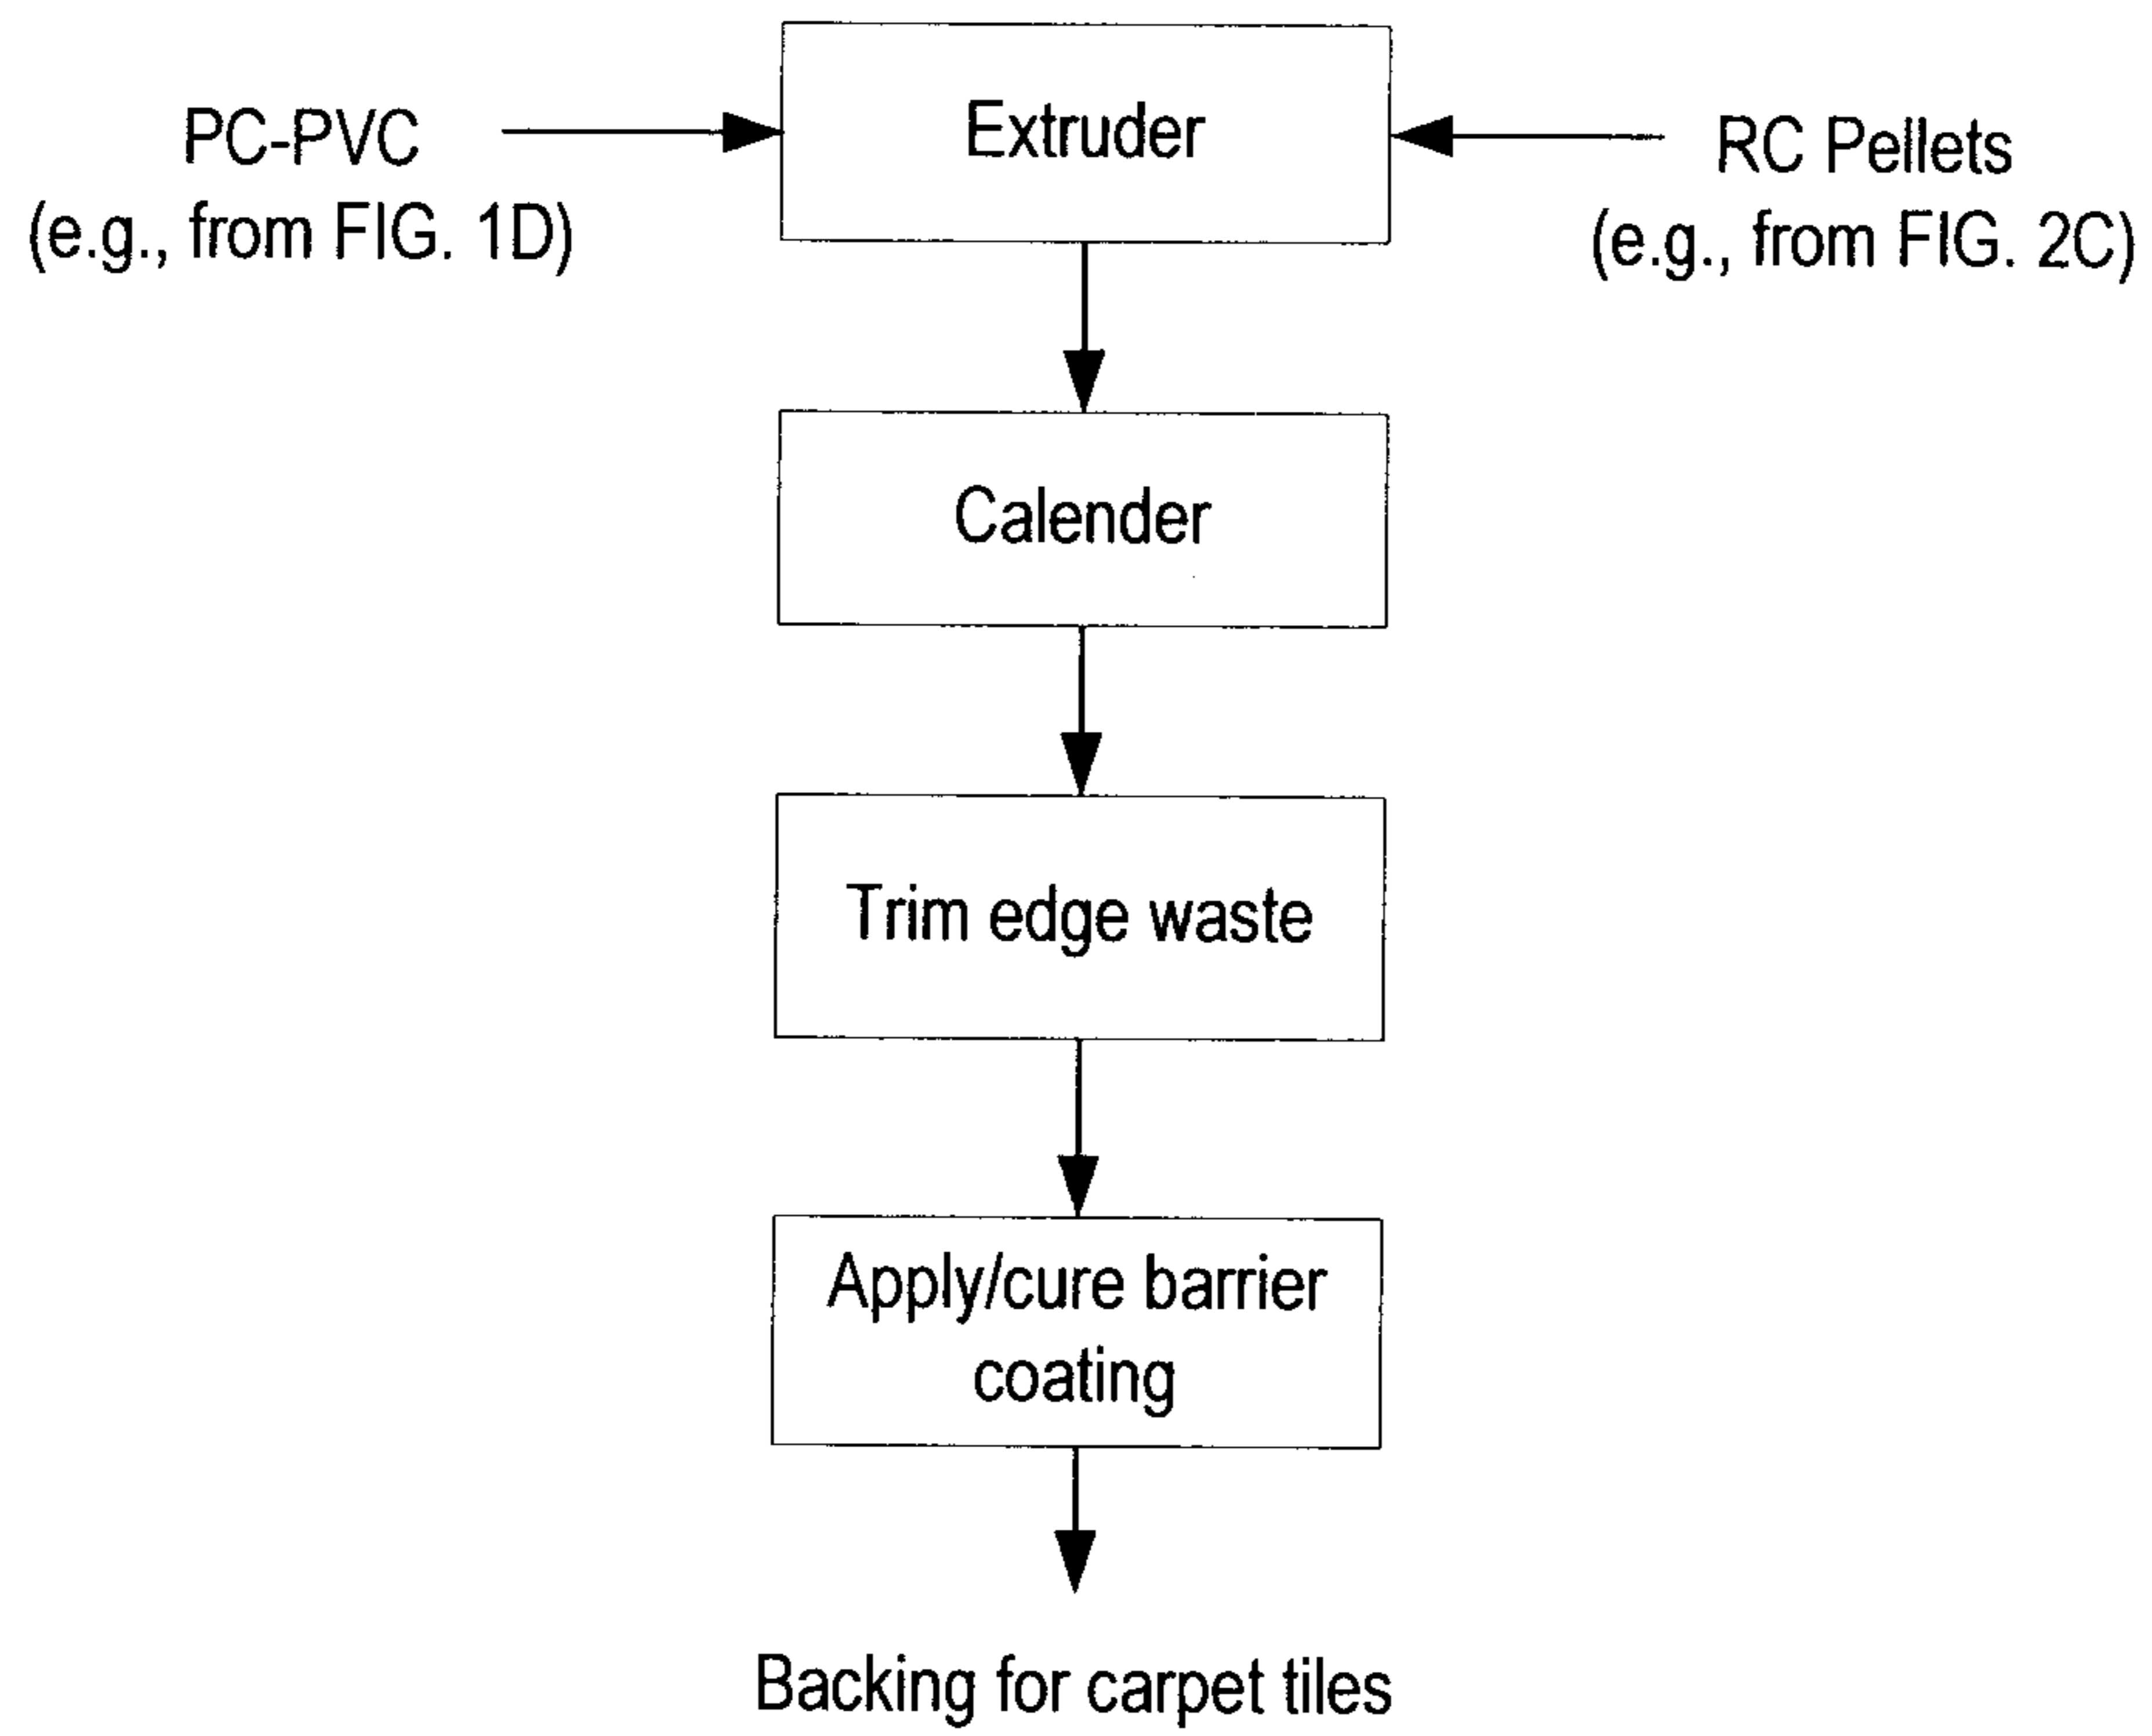 Extruder
PC-PVC
(e.g., from FIG. 1D)
RC Pellets
(e.g., from FIG. 2C)
Calender
Trim edge waste
Apply/cure barrier
coating
Backing for carpet tiles